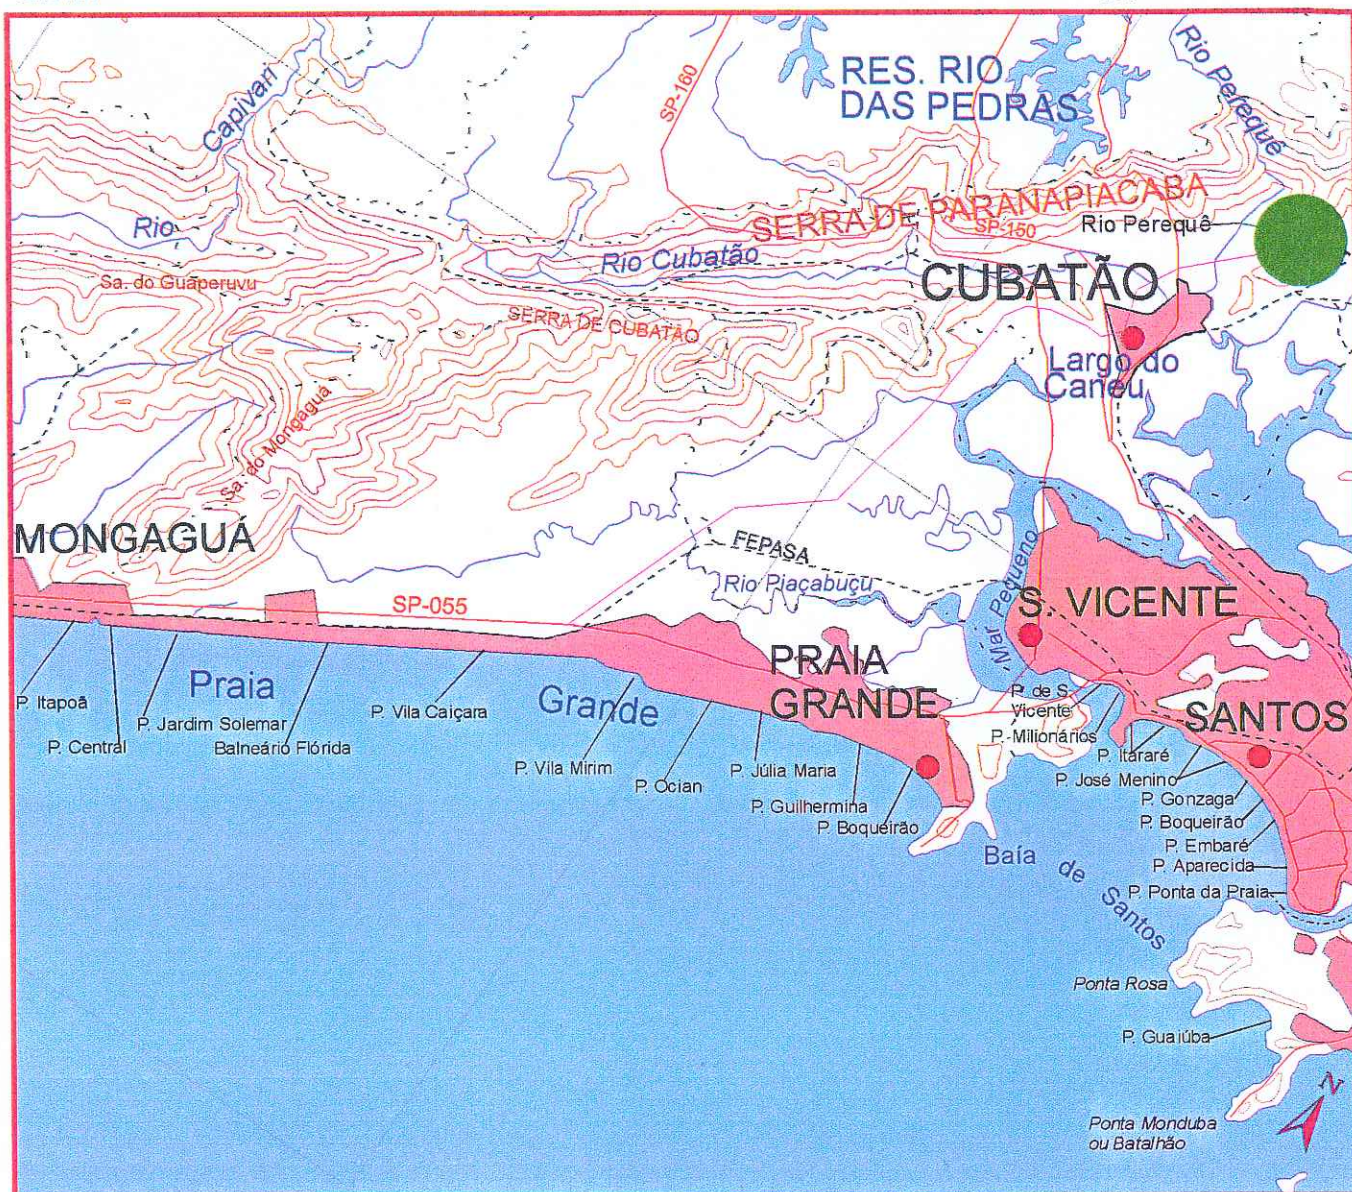 Rio Perequê
RES. RIO
DAS PEDRAS
SP-160
Capivari
Rio
SERRA DE PARANAPIACABA
SP-150
Rio Perequê
Rio Cubatão
CUBATÃO
Sa. do Guaperuvu
SERRA DE CUBATÃO
Largo do
Caneu
Sa. do Mongagua
MONGAGUÁ
FEPASA
Rio Piaçabuçu
Mar Pequeno
S. VICENTE
SP-055
PRAIA
GRANDE
Praia
Grande
P. de S.
Vicente
SANTOS
P. Itapoã
P. Central
P. Jardim Solemar
Balneário Flórida
P. Vila Caiçara
P. Vila Mirim
P. Ocian
P. Júlia Maria
P. Guilhermina
P. Boqueirão
P. Milionários
P. Itararé
P. José Menino
P. Gonzaga
P. Boqueirão
P. Embaré
P. Aparecida
P. Ponta da Praia
Baía de Santos
Ponta Rosa
P. Guaiúba
N
Ponta Monduba
ou Batalhão